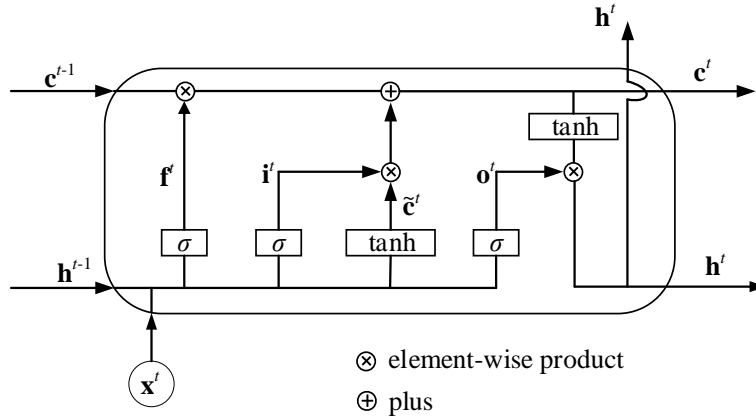 h^t
c^{t-1}
c^t
tanh
f^t
i^t
o^t
c̃^t
σ
σ
tanh
σ
h^{t-1}
h^t
x^t
⊗ element-wise product
⊕ plus